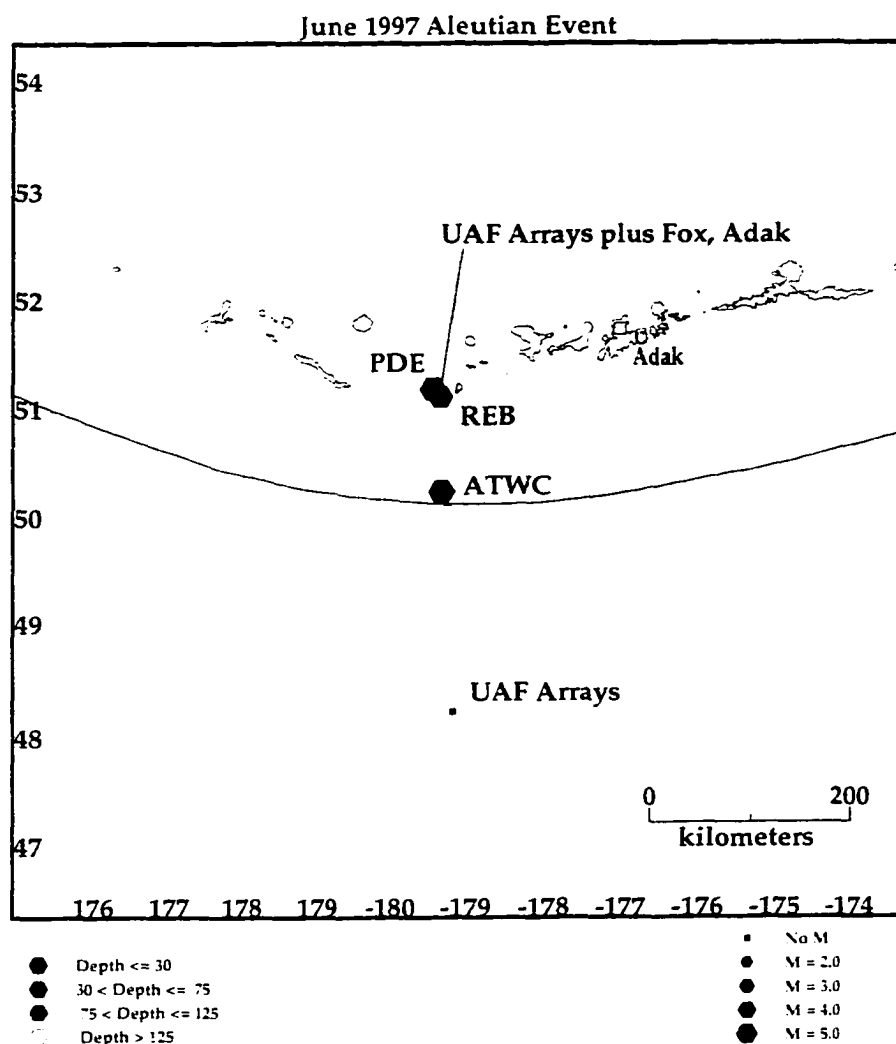 June 1997 Aleutian Event
54
53
UAF Arrays plus Fox, Adak
52
PDE
Adak
51
REB
ATWC
50
49
UAF Arrays
48
0 200
kilometers
47
176 177 178 179 -180 -179 -178 -177 -176 -175 -174
Depth <= 30
30 < Depth <= 75
75 < Depth <= 125
Depth > 125
No M
M = 2.0
M = 3.0
M = 4.0
M = 5.0